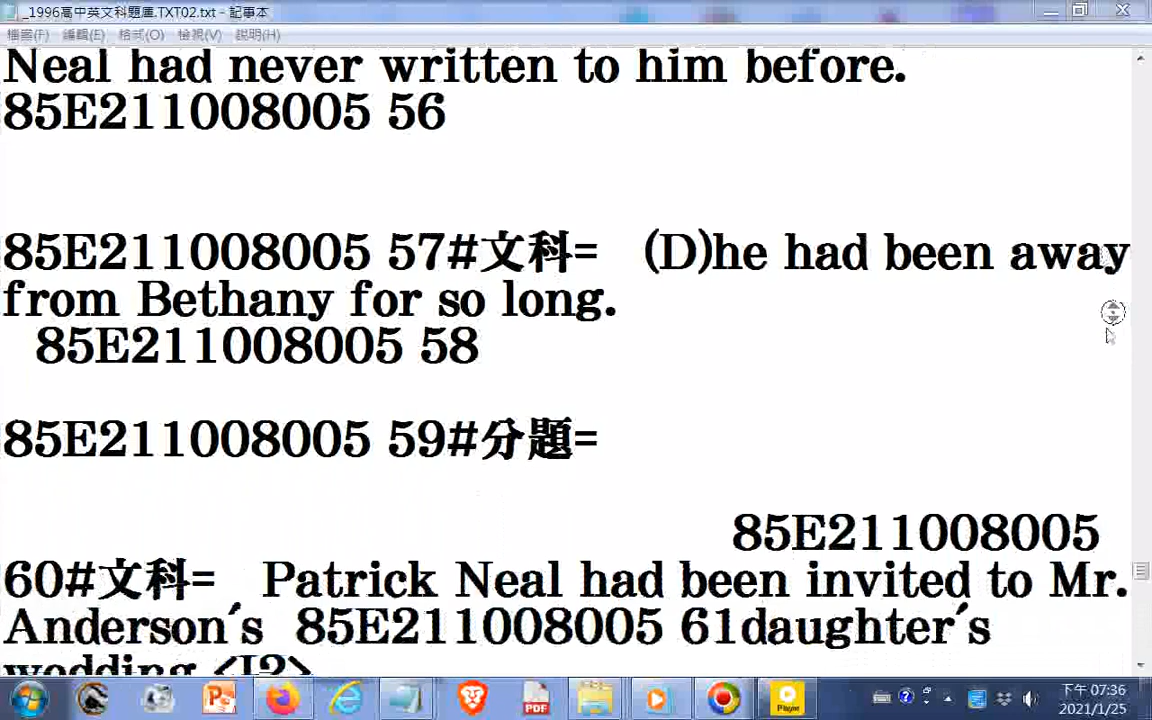 _1996高中英文科題庫.TXT02.txt - 記事本
檔案(F) 編輯(E) 格式(O) 檢視(V) 說明(H)
Neal had never written to him before.
85E211008005 56
85E211008005 57#文科= (D)he had been away
from Bethany for so long.
85E211008005 58
85E211008005 59#分題=
85E211008005
60#文科= Patrick Neal had been invited to Mr.
Anderson's 85E211008005 61daughter's
wedding.<I2>
PDF
Player
下午 07:36
2021/1/25